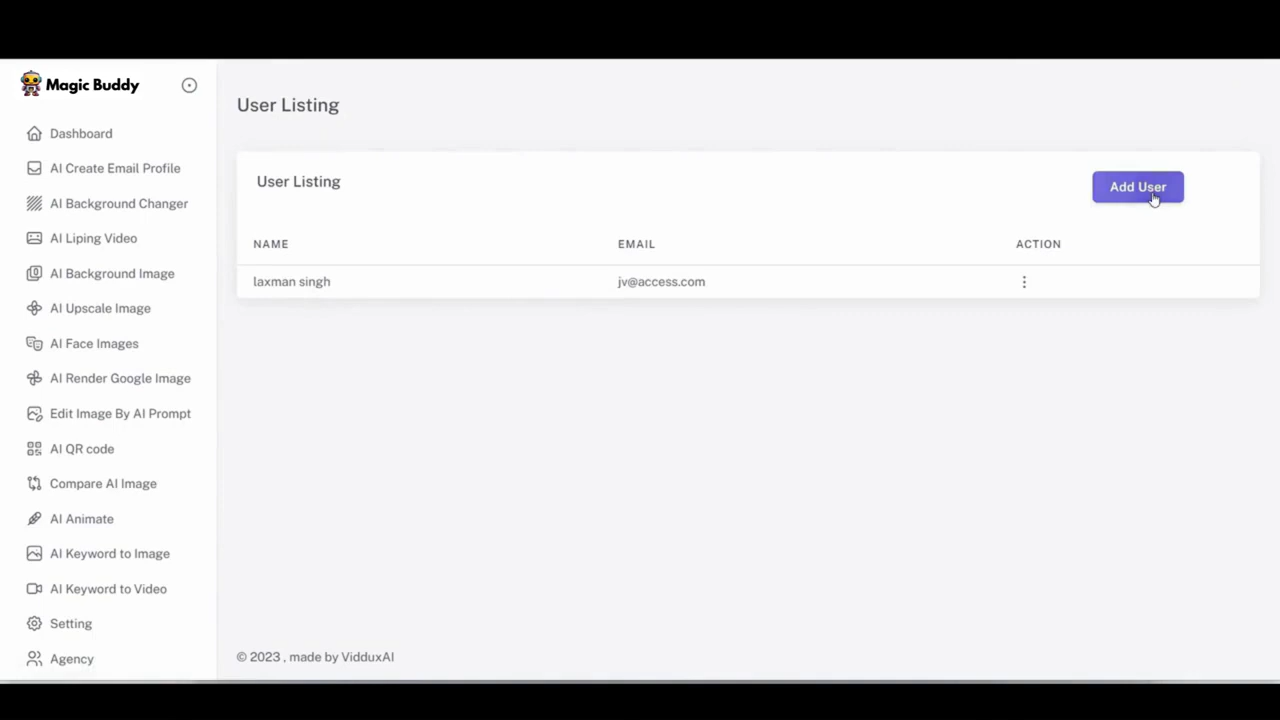 Magic Buddy
Dashboard
AI Create Email Profile
AI Background Changer
AI Liping Video
AI Background Image
AI Upscale Image
AI Face Images
AI Render Google Image
Edit Image By AI Prompt
AI QR code
Compare AI Image
AI Animate
AI Keyword to Image
AI Keyword to Video
Setting
Agency
User Listing
User Listing
Add User
NAME EMAIL ACTION
laxman singh jv@access.com
© 2023 , made by VidduxAI